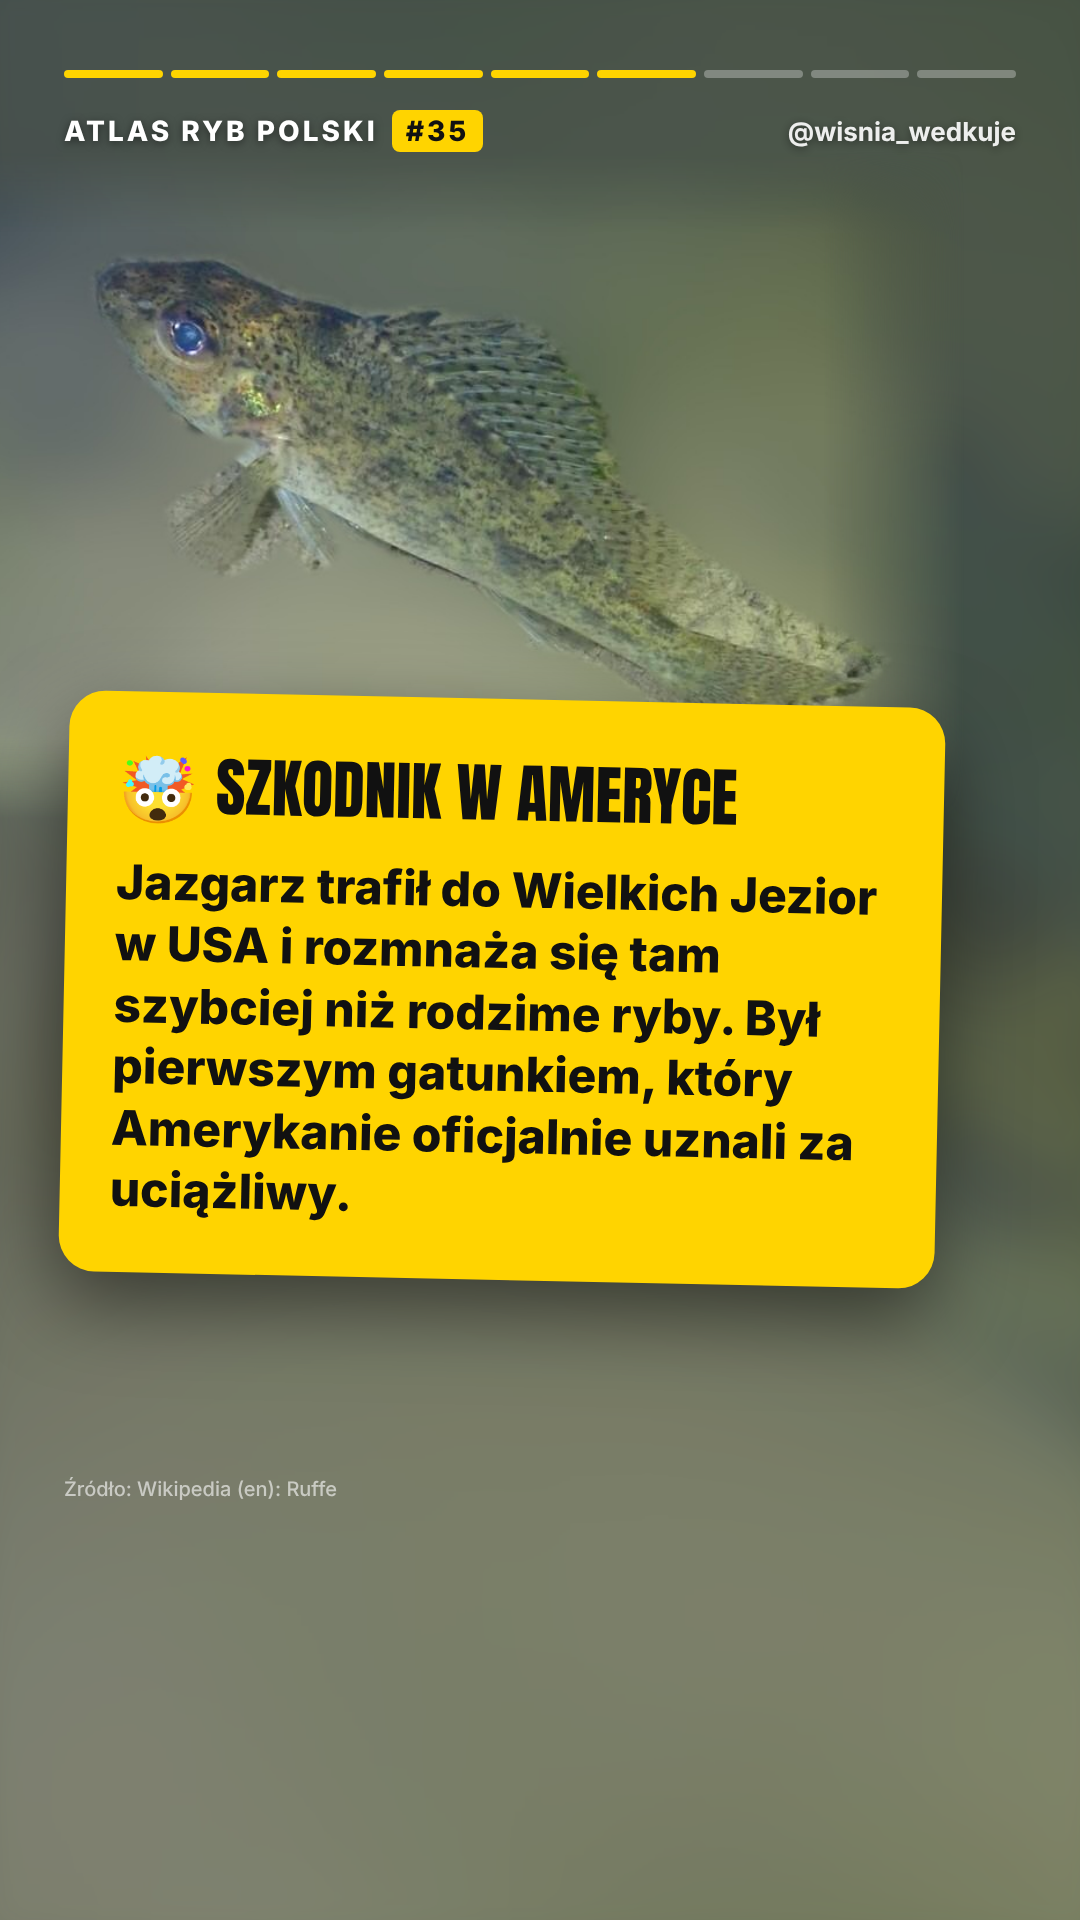 ATLAS RYB POLSKI #35
@wisnia_wedkuje
🤯 SZKODNIK W AMERYCE
Jazgarz trafił do Wielkich Jezior
w USA i rozmnaża się tam
szybciej niż rodzime ryby. Był
pierwszym gatunkiem, który
Amerykanie oficjalnie uznali za
uciążliwy.
Źródło: Wikipedia (en): Ruffe